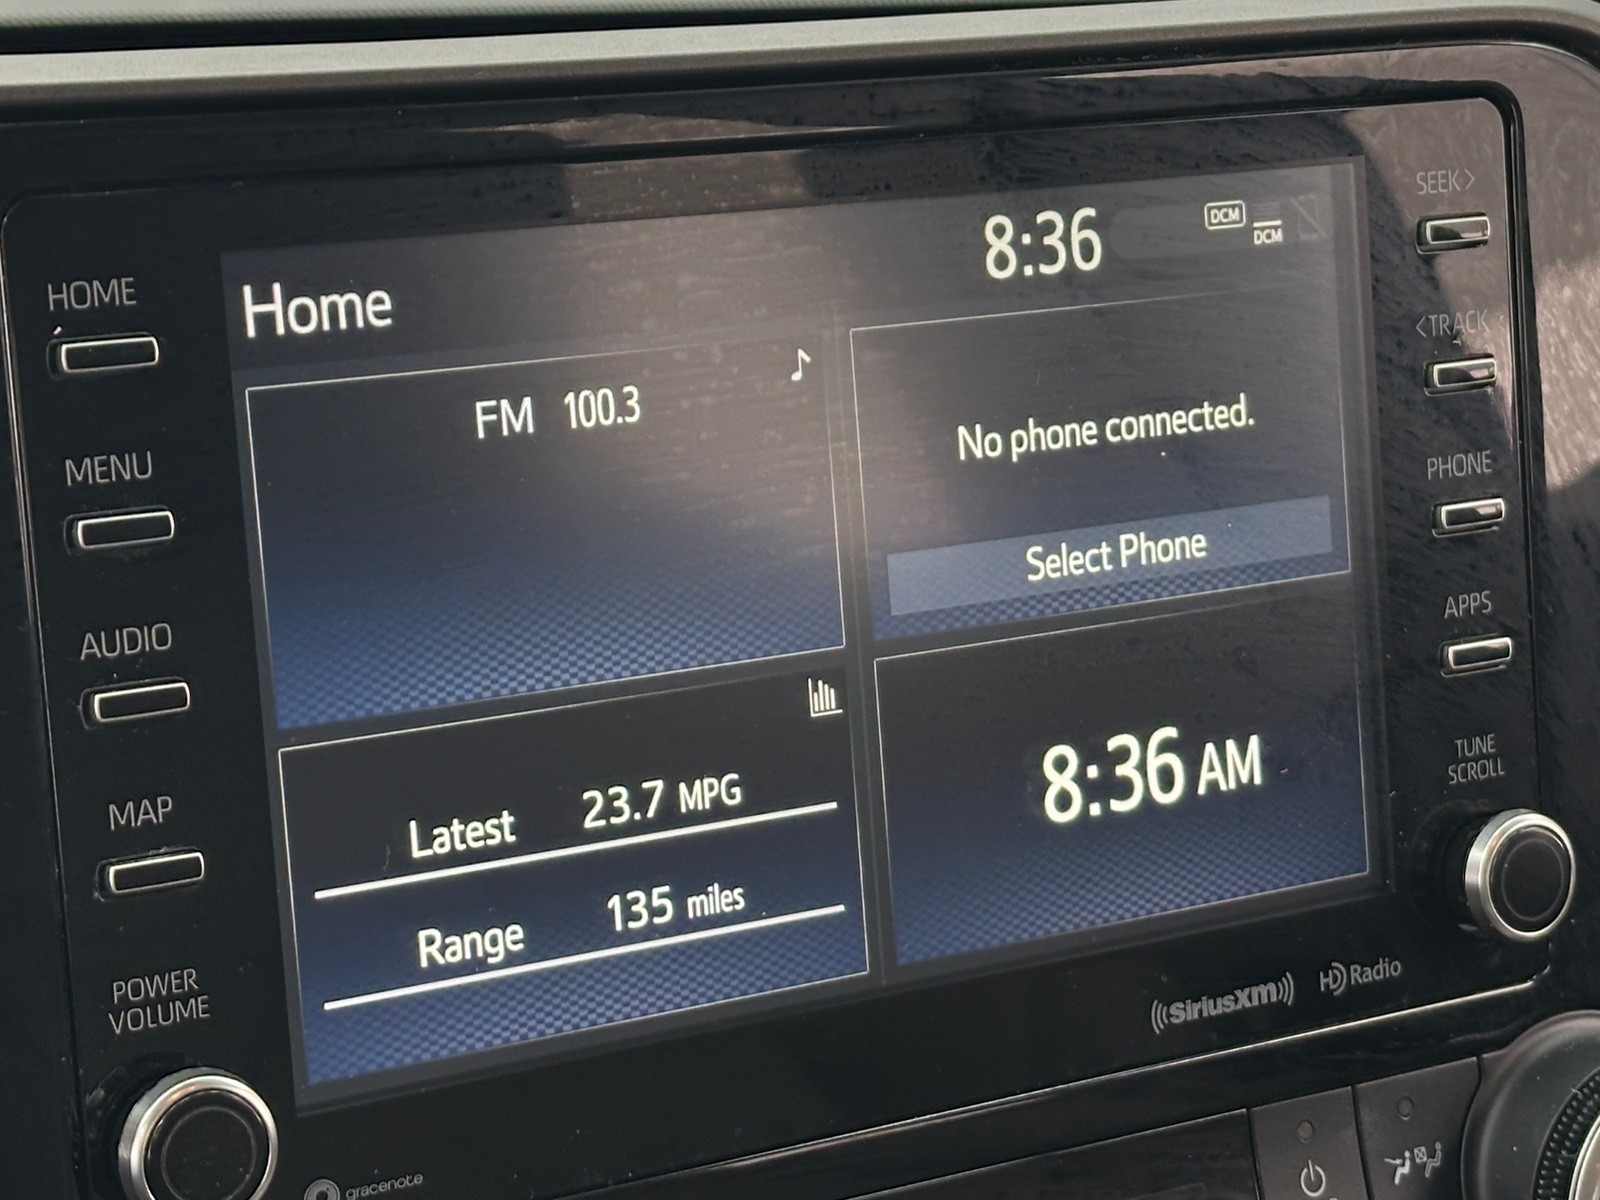 HOME
MENU
AUDIO
MAP
POWER
VOLUME
Home
8:36
DCM
DCM
FM 100.3
No phone connected.
Select Phone
Latest 23.7 MPG
Range 135 miles
8:36 AM
SEEK>
<TRACK
PHONE
APPS
TUNE
SCROLL
((SiriusXM))
HD Radio
gracenote